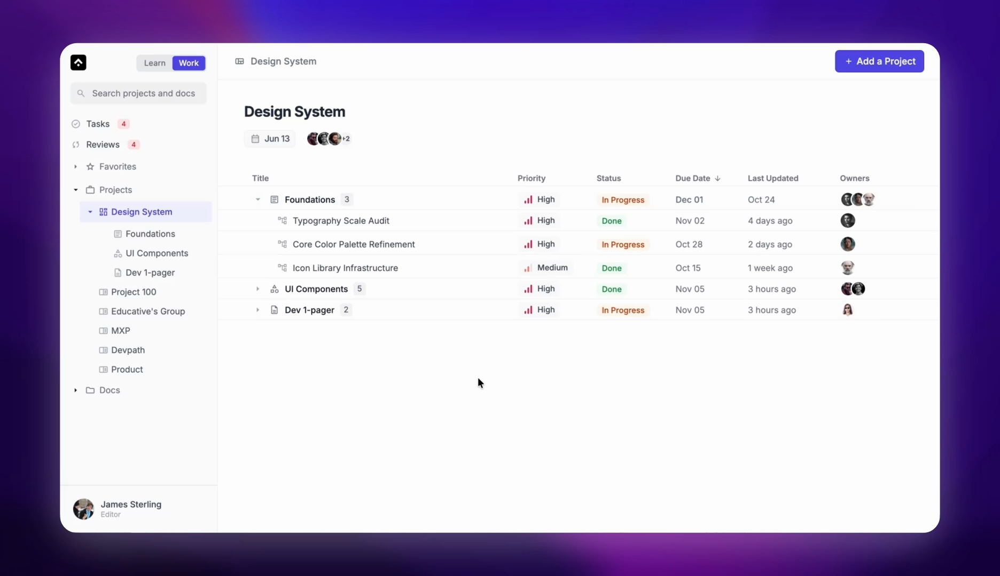 Learn Work
Search projects and docs
Tasks 4
Reviews 4
Favorites
Projects
Design System
Foundations
UI Components
Dev 1-pager
Project 100
Educative's Group
MXP
Devpath
Product
Docs
James Sterling
Editor
Design System
+ Add a Project
Design System
Jun 13 +2
Title Priority Status Due Date ↓ Last Updated Owners
Foundations 3 High In Progress Dec 01 Oct 24
Typography Scale Audit High Done Nov 02 4 days ago
Core Color Palette Refinement High In Progress Oct 28 2 days ago
Icon Library Infrastructure Medium Done Oct 15 1 week ago
UI Components 5 High Done Nov 05 3 hours ago
Dev 1-pager 2 High In Progress Nov 05 3 hours ago